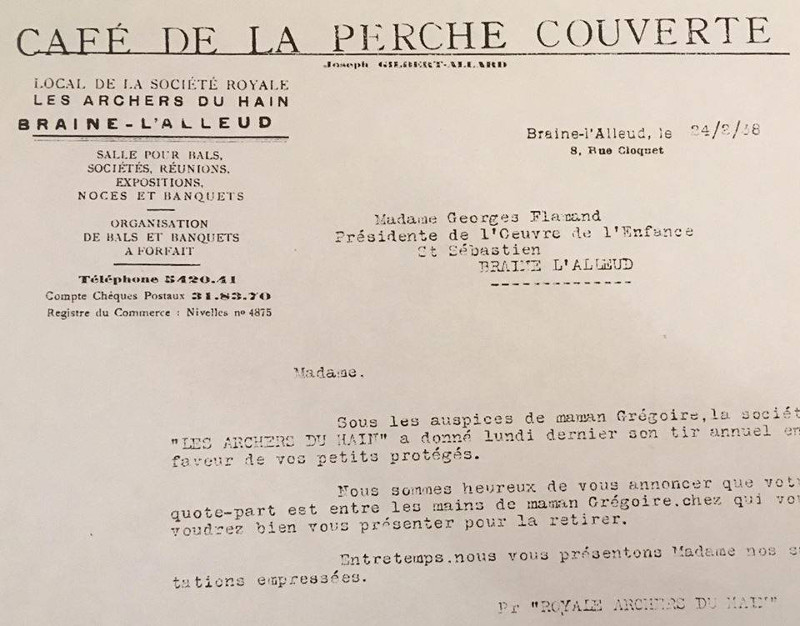 CAFÉ DE LA PERCHE COUVERTE
Joseph GILBERT-ALLARD
LOCAL DE LA SOCIÉTÉ ROYALE
LES ARCHERS DU HAIN
BRAINE-L'ALLEUD
SALLE POUR BALS,
SOCIÉTÉS, RÉUNIONS,
EXPOSITIONS,
NOCES ET BANQUETS
ORGANISATION
DE BALS ET BANQUETS
A FORFAIT
Téléphone 5420.41
Compte Chèques Postaux 31.83.70
Registre du Commerce : Nivelles nº 4875
Braine-l'Alleud, le 24/2/38
8, Rue Cloquet
Madame Georges Flamand
Présidente de l'Oeuvre de l'Enfance
St Sébastien
BRAINE L'ALLEUD
Madame.
Sous les auspices de maman Grégoire,la sociét
"LES ARCHERS DU HAIN" a donné lundi dernier son tir annuel en
faveur de vos petits protégés.
Nous sommes heureux de vous annoncer que votr
quote-part est entre les mains de maman Grégoire.chez qui vou
voudrez bien vous présenter pour la retirer.
Entretemps.nous vous présentons Madame nos
tations empressées.
Pr "ROYALE ARCHERS DU HAIN"